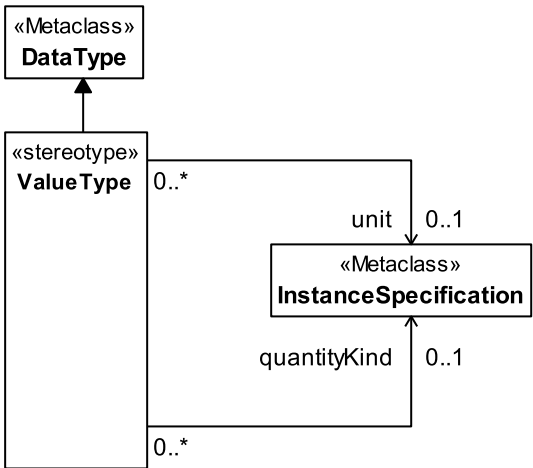 «Metaclass»
DataType
«stereotype»
ValueType
0..*
unit 0..1
«Metaclass»
InstanceSpecification
quantityKind 0..1
0..*